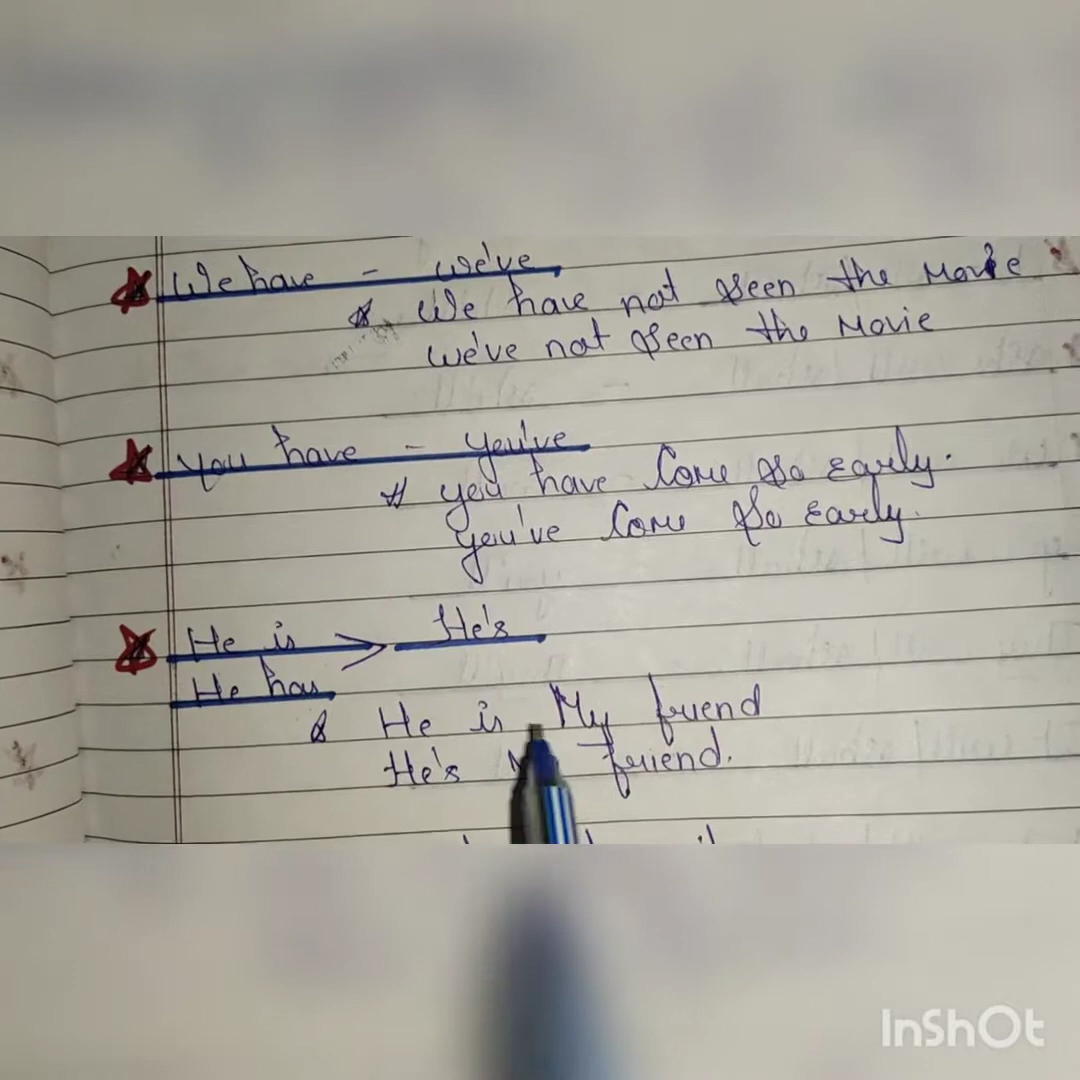 We have - we've
* We have not seen the Movie
we've not seen the Movie
You have - you've
* you have Come so Early.
you've Come so Early.
He is > He's
He has
* He is My friend
He's friend.
InShOt